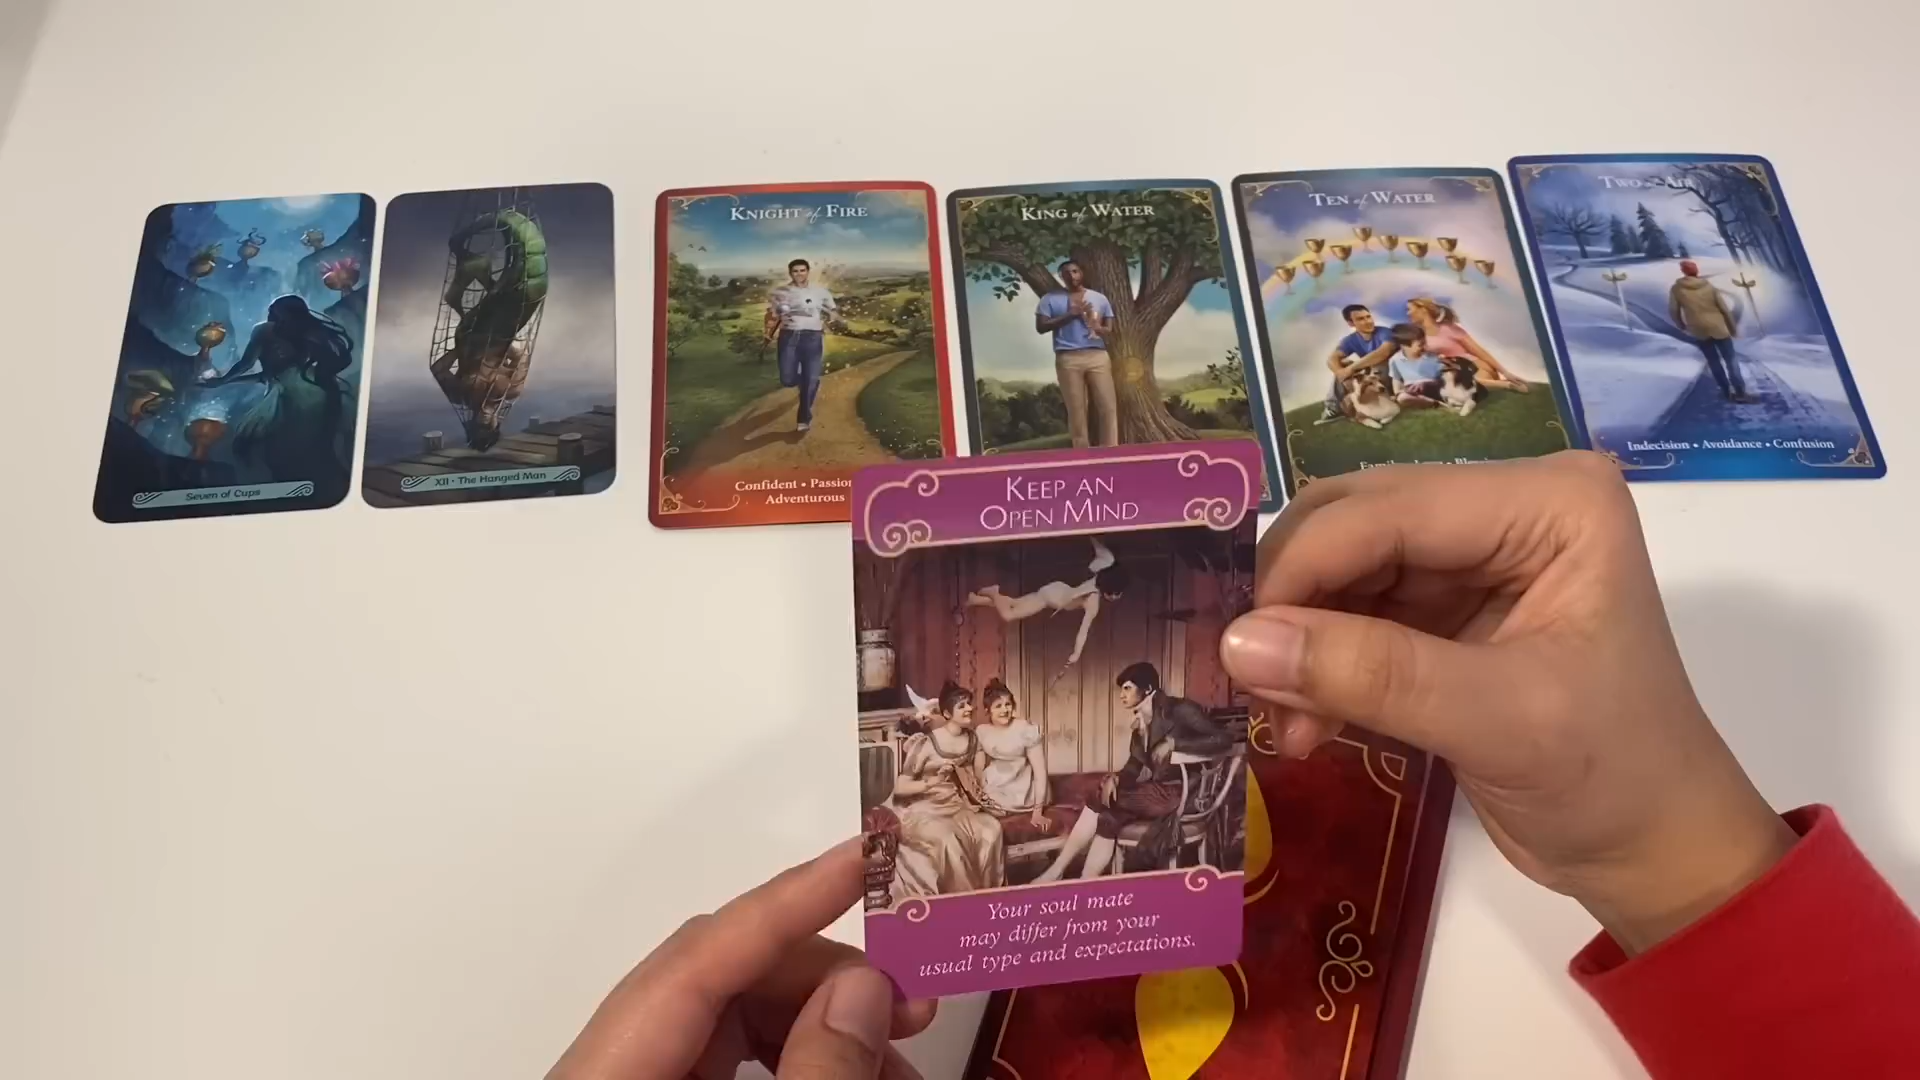 Seven of Cups
XII • The Hanged Man
KNIGHT of FIRE
Confident •
Adventurous
KING of WATER
TEN of WATER
TWO of AIR
Indecision • Avoidance • Confusion
KEEP AN
OPEN MIND
Your soul mate
may differ from your
usual type and expectations.